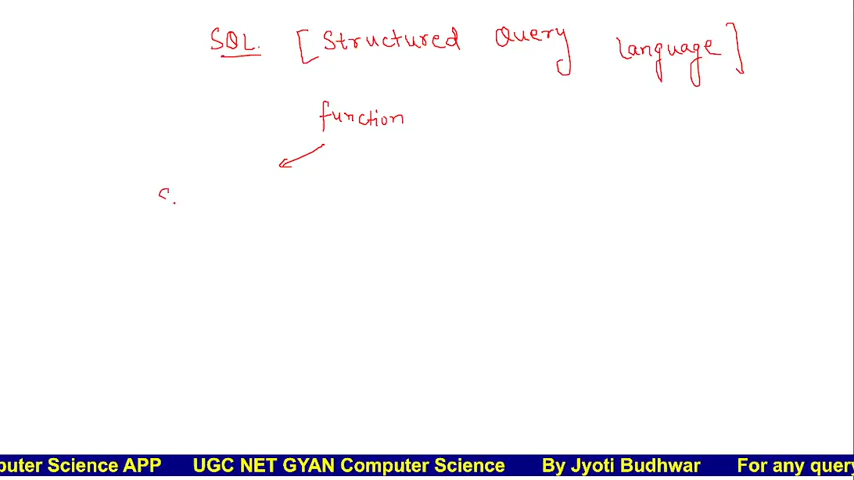 SQL. [Structured Query Language]
function
puter Science APP UGC NET GYAN Computer Science By Jyoti Budhwar For any query